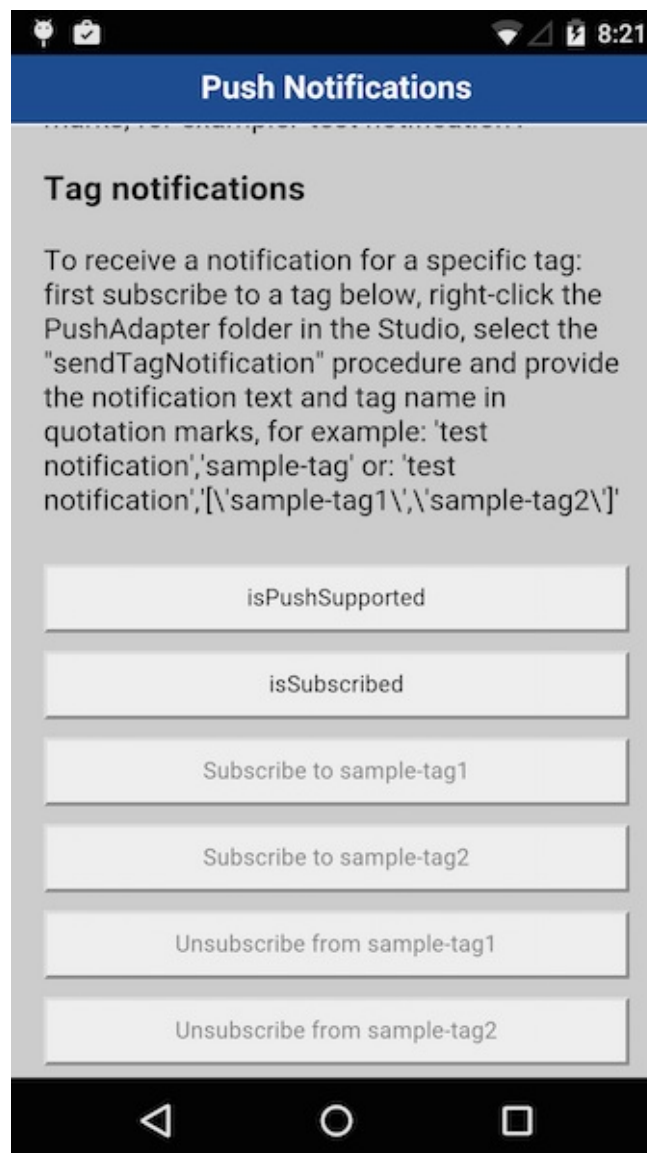 8:21
Push Notifications
Tag notifications
To receive a notification for a specific tag:
first subscribe to a tag below, right-click the
PushAdapter folder in the Studio, select the
"sendTagNotification" procedure and provide
the notification text and tag name in
quotation marks, for example: 'test
notification','sample-tag' or: 'test
notification','[\'sample-tag1\',\'sample-tag2\']'
isPushSupported
isSubscribed
Subscribe to sample-tag1
Subscribe to sample-tag2
Unsubscribe from sample-tag1
Unsubscribe from sample-tag2